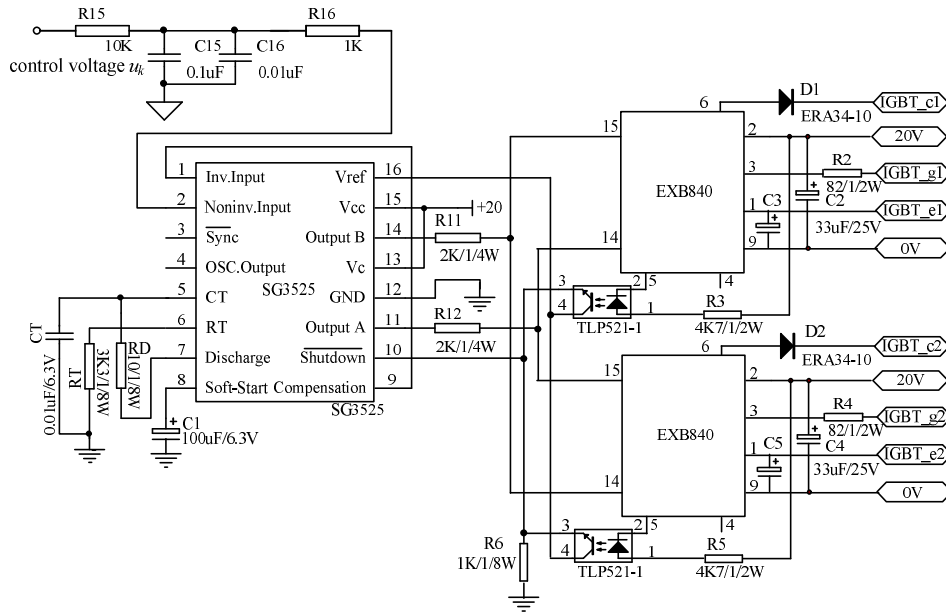 R15
10K
control voltage uk
C15
0.1uF
C16
0.01uF
R16
1K
1 Inv.Input
2 Noninv.Input
3 Sync
4 OSC.Output
5 CT
6 RT
7 Discharge
8 Soft-Start Compensation
Vref 16
Vcc 15
Output B 14
Vc 13
SG3525
GND 12
Output A 11
Shutdown 10
9
SG3525
+20
R11
2K/1/4W
R12
2K/1/4W
CT
0.01uF/6.3V
RT
3K3/1/8W
RD
10/1/8W
C1
+
100uF/6.3V
R6
1K/1/8W
15
14
EXB840
6
2
3
1
9
2
5
4
D1
ERA34-10
IGBT_c1
20V
R2
82/1/2W
IGBT_g1
C3
+
C2
+
33uF/25V
IGBT_e1
0V
3
4
1
TLP521-1
R3
4K7/1/2W
15
14
EXB840
6
2
3
1
9
2
5
4
D2
ERA34-10
IGBT_c2
20V
R4
82/1/2W
IGBT_g2
C5
+
C4
+
33uF/25V
IGBT_e2
0V
3
4
1
TLP521-1
R5
4K7/1/2W